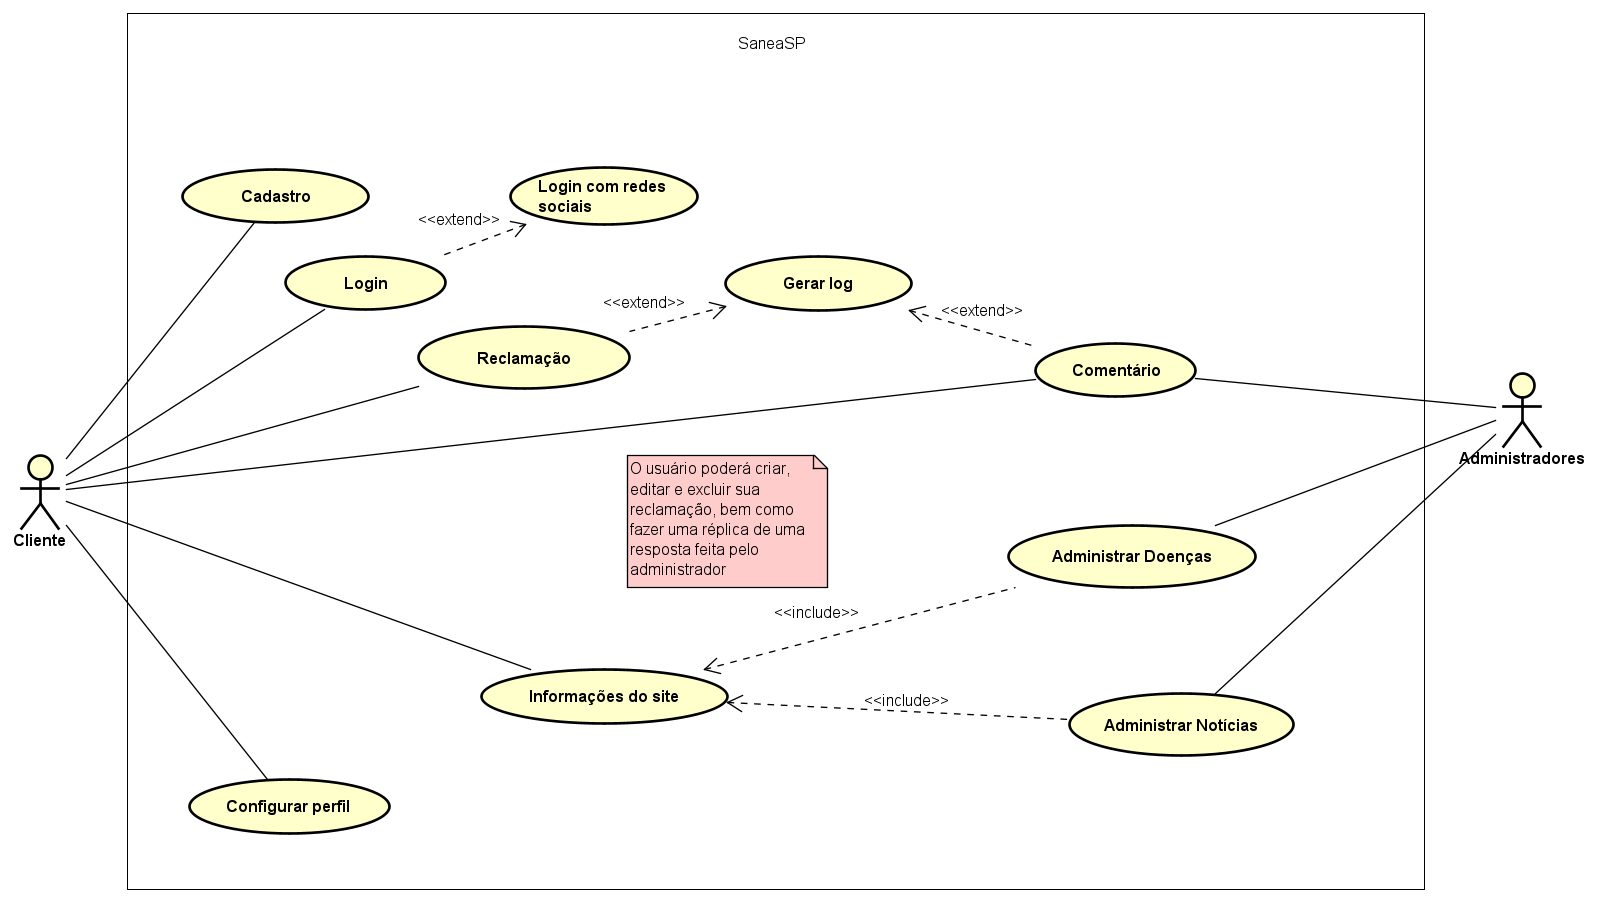 SaneaSP
Cadastro
Login com redes
sociais
<<extend>>
Login
Gerar log
<<extend>>
<<extend>>
Reclamação
Comentário
Administradores
O usuário poderá criar,
editar e excluir sua
reclamação, bem como
fazer uma réplica de uma
resposta feita pelo
administrador
Cliente
Administrar Doenças
<<include>>
Informações do site
<<include>>
Administrar Notícias
Configurar perfil